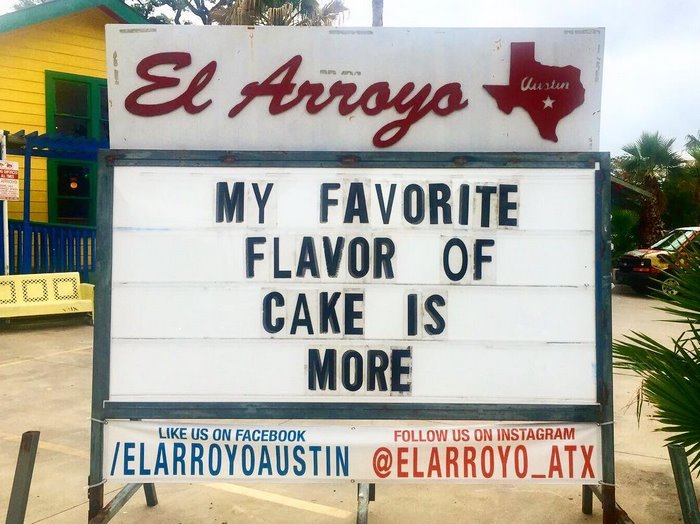 El Arroyo
Austin
MY FAVORITE
FLAVOR OF
CAKE IS
MORE
LIKE US ON FACEBOOK
/ELARROYOAUSTIN
FOLLOW US ON INSTAGRAM
@ELARROYO_ATX